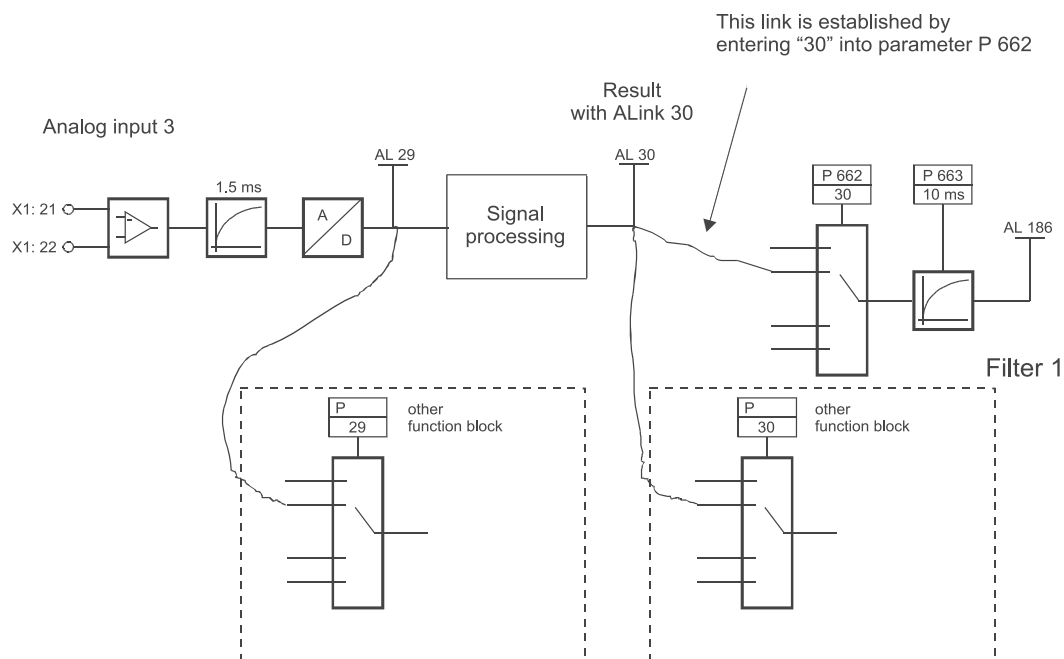 This link is established by
entering “30” into parameter P 662
Result
with ALink 30
Analog input 3
AL 29
AL 30
1.5 ms
P 662
30
P 663
10 ms
X1: 21
X1: 22
A
D
Signal
processing
AL 186
Filter 1
P
29
other
function block
P
30
other
function block